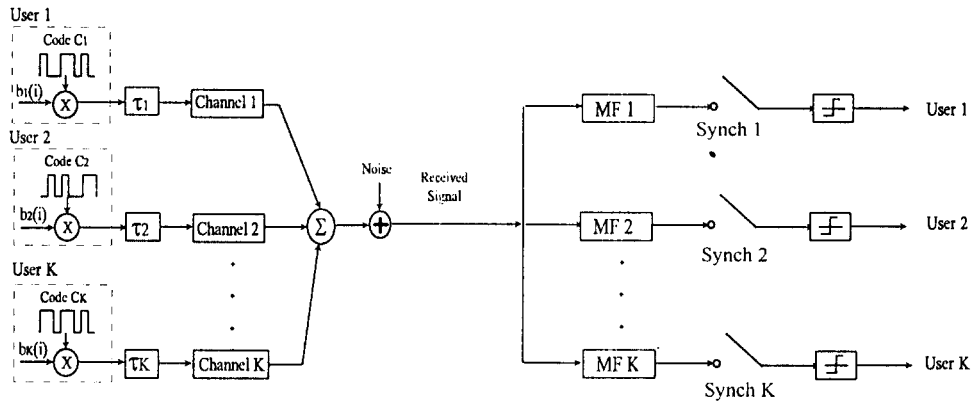 User 1
Code C1
b1(i)
X
τ1
Channel 1
User 2
Code C2
b2(i)
X
τ2
Channel 2
User K
Code CK
bK(i)
X
τK
Channel K
Σ
Noise
+
Received
Signal
MF 1
Synch 1
User 1
MF 2
Synch 2
User 2
MF K
Synch K
User K